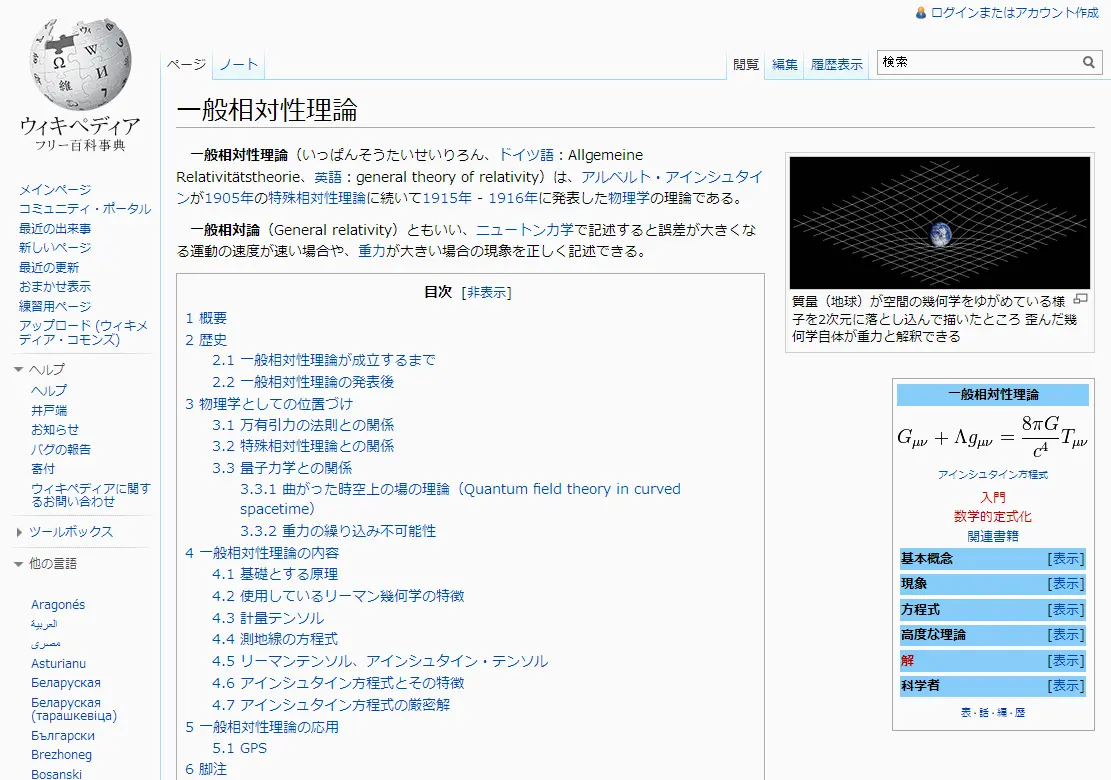 ログインまたはアカウント作成
ページ ノート 閲覧 編集 履歴表示 検索
ウィキペディア
フリー百科事典
メインページ
コミュニティ・ポータル
最近の出来事
新しいページ
最近の更新
おまかせ表示
練習用ページ
アップロード (ウィキメ
ディア・コモンズ)
ヘルプ
ヘルプ
井戸端
お知らせ
バグの報告
寄付
ウィキペディアに関す
るお問い合わせ
ツールボックス
他の言語
Aragonés
العربية
مصرى
Asturianu
Беларуская
Беларуская
(тарашкевіца)
Български
Brezhoneg
Bosanski
一般相対性理論
一般相対性理論（いっぱんそうたいせいりろん、ドイツ語 : Allgemeine
Relativitätstheorie、英語 : general theory of relativity）は、アルベルト・アインシュタイ
ンが1905年の特殊相対性理論に続いて1915年 - 1916年に発表した物理学の理論である。
一般相対論（General relativity）ともいい、ニュートン力学で記述すると誤差が大きくな
る運動の速度が速い場合や、重力が大きい場合の現象を正しく記述できる。
目次 [非表示]
1 概要
2 歴史
2.1 一般相対性理論が成立するまで
2.2 一般相対性理論の発表後
3 物理学としての位置づけ
3.1 万有引力の法則との関係
3.2 特殊相対性理論との関係
3.3 量子力学との関係
3.3.1 曲がった時空上の場の理論（Quantum field theory in curved
spacetime）
3.3.2 重力の繰り込み不可能性
4 一般相対性理論の内容
4.1 基礎とする原理
4.2 使用しているリーマン幾何学の特徴
4.3 計量テンソル
4.4 測地線の方程式
4.5 リーマンテンソル、アインシュタイン・テンソル
4.6 アインシュタイン方程式とその特徴
4.7 アインシュタイン方程式の厳密解
5 一般相対性理論の応用
5.1 GPS
6 脚注
質量（地球）が空間の幾何学をゆがめている様
子を2次元に落とし込んで描いたところ 歪んだ幾
何学自体が重力と解釈できる
一般相対性理論
G_μν + Λg_μν = 8πG/c⁴ T_μν
アインシュタイン方程式
入門
数学的定式化
関連書籍
基本概念 [表示]
現象 [表示]
方程式 [表示]
高度な理論 [表示]
解 [表示]
科学者 [表示]
表・話・編・歴